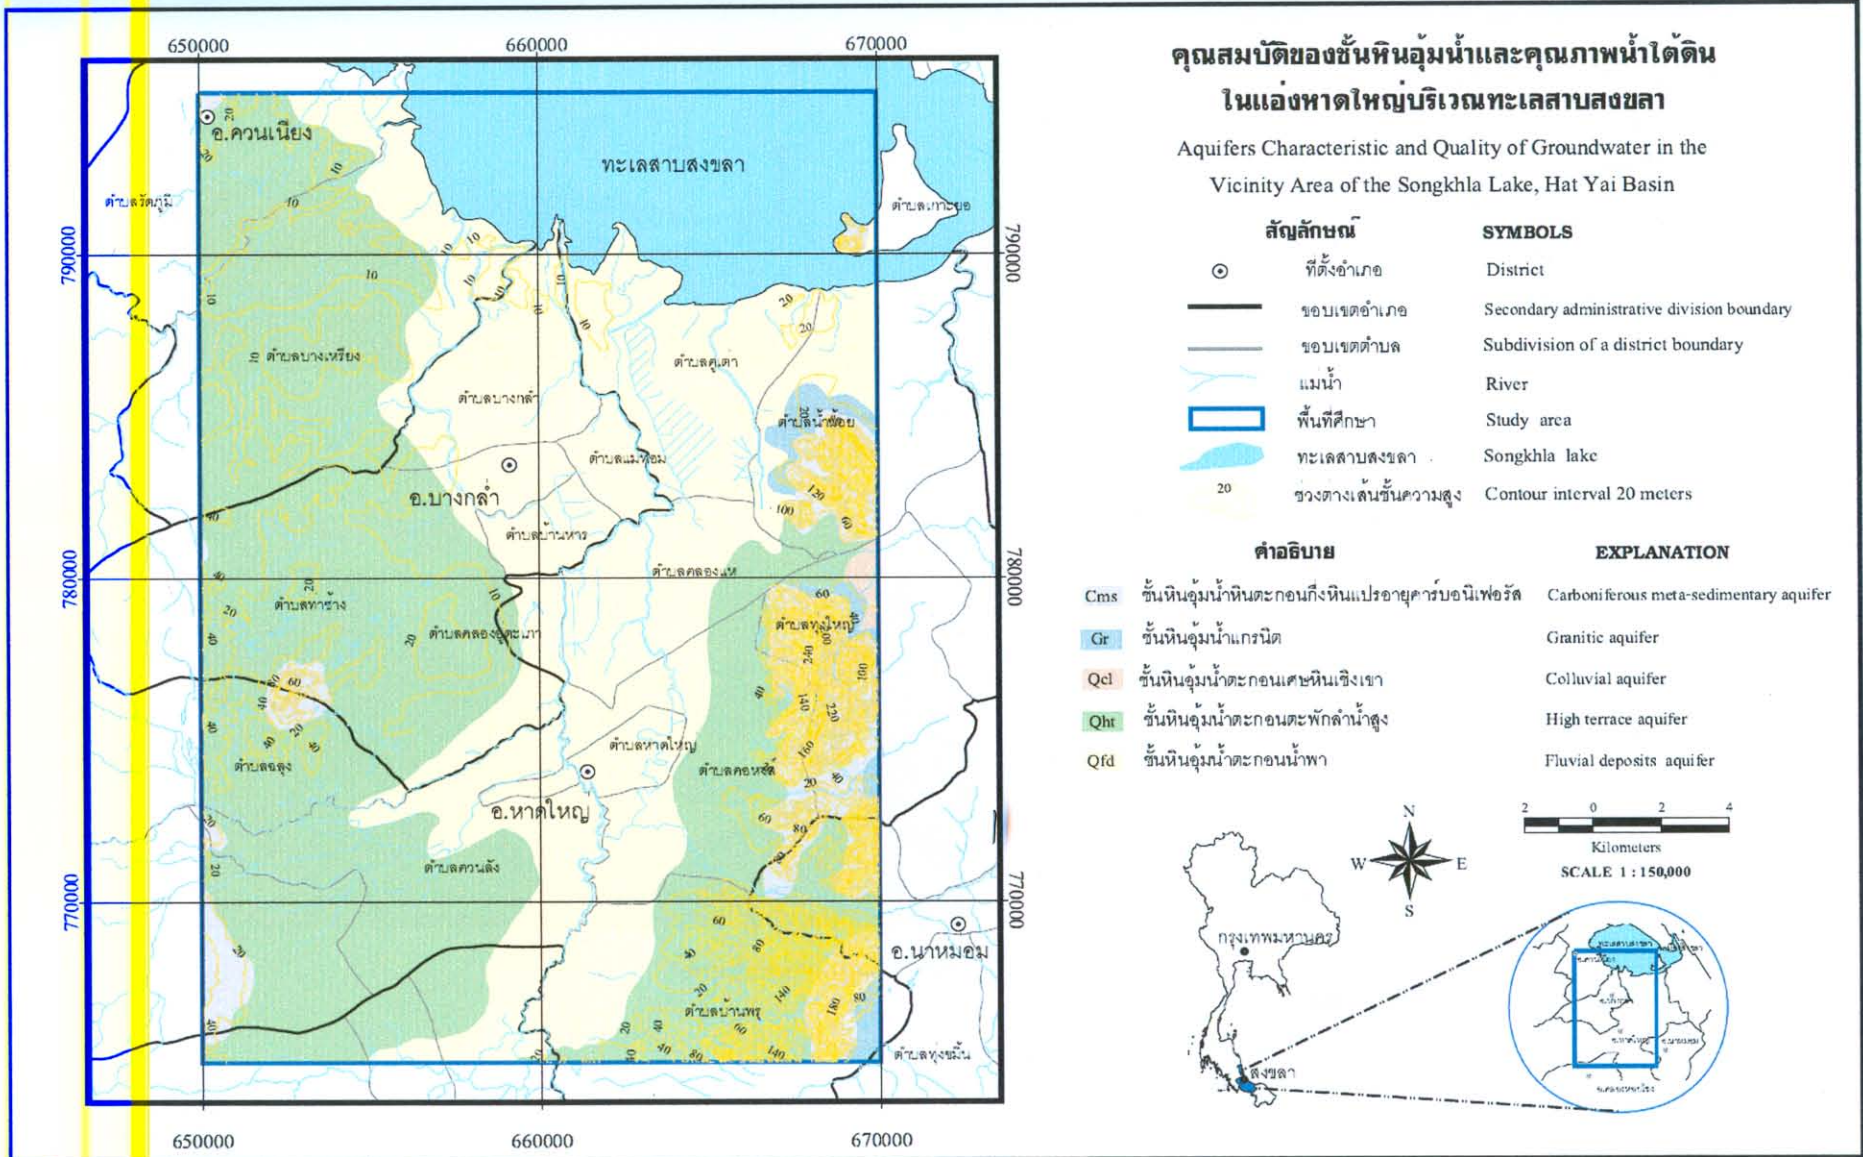 650000
660000
670000
790000
780000
770000
790000
780000
770000
650000
660000
670000
อ.ควนเนียง
ทะเลสาบสงขลา
ตำบลรัตภูมิ
ตำบลเกาะยอ
ตำบลบางเหรียง
ตำบลคูเต่า
ตำบลบางกล่ำ
ตำบลน้ำน้อย
ตำบลแม่ทอม
อ.บางกล่ำ
ตำบลบ้านหาร
ตำบลคลองแห
ตำบลท่าช้าง
ตำบลทุ่งใหญ่
ตำบลคลองอู่ตะเภา
ตำบลหาดใหญ่
ตำบลฉลุง
ตำบลคอหงส์
อ.หาดใหญ่
ตำบลควนลัง
อ.นาหมอม
ตำบลบ้านพรุ
ตำบลทุ่งขมิ้น
คุณสมบัติของชั้นหินอุ้มน้ำและคุณภาพน้ำใต้ดิน
ในแอ่งหาดใหญ่บริเวณทะเลสาบสงขลา
Aquifers Characteristic and Quality of Groundwater in the
Vicinity Area of the Songkhla Lake, Hat Yai Basin
สัญลักษณ์ SYMBOLS
ที่ตั้งอำเภอ District
ขอบเขตอำเภอ Secondary administrative division boundary
ขอบเขตตำบล Subdivision of a district boundary
แม่น้ำ River
พื้นที่ศึกษา Study area
ทะเลสาบสงขลา Songkhla lake
20 ช่วงต่างเส้นชั้นความสูง Contour interval 20 meters
คำอธิบาย EXPLANATION
Cms ชั้นหินอุ้มน้ำหินตะกอนกึ่งหินแปรอายุคาร์บอนิเฟอรัส Carboniferous meta-sedimentary aquifer
Gr ชั้นหินอุ้มน้ำแกรนิต Granitic aquifer
Qcl ชั้นหินอุ้มน้ำตะกอนเศษหินเชิงเขา Colluvial aquifer
Qht ชั้นหินอุ้มน้ำตะกอนตะพักลำน้ำสูง High terrace aquifer
Qfd ชั้นหินอุ้มน้ำตะกอนน้ำพา Fluvial deposits aquifer
2 0 2 4
Kilometers
SCALE 1 : 150,000
N
W E
S
กรุงเทพมหานคร
สงขลา